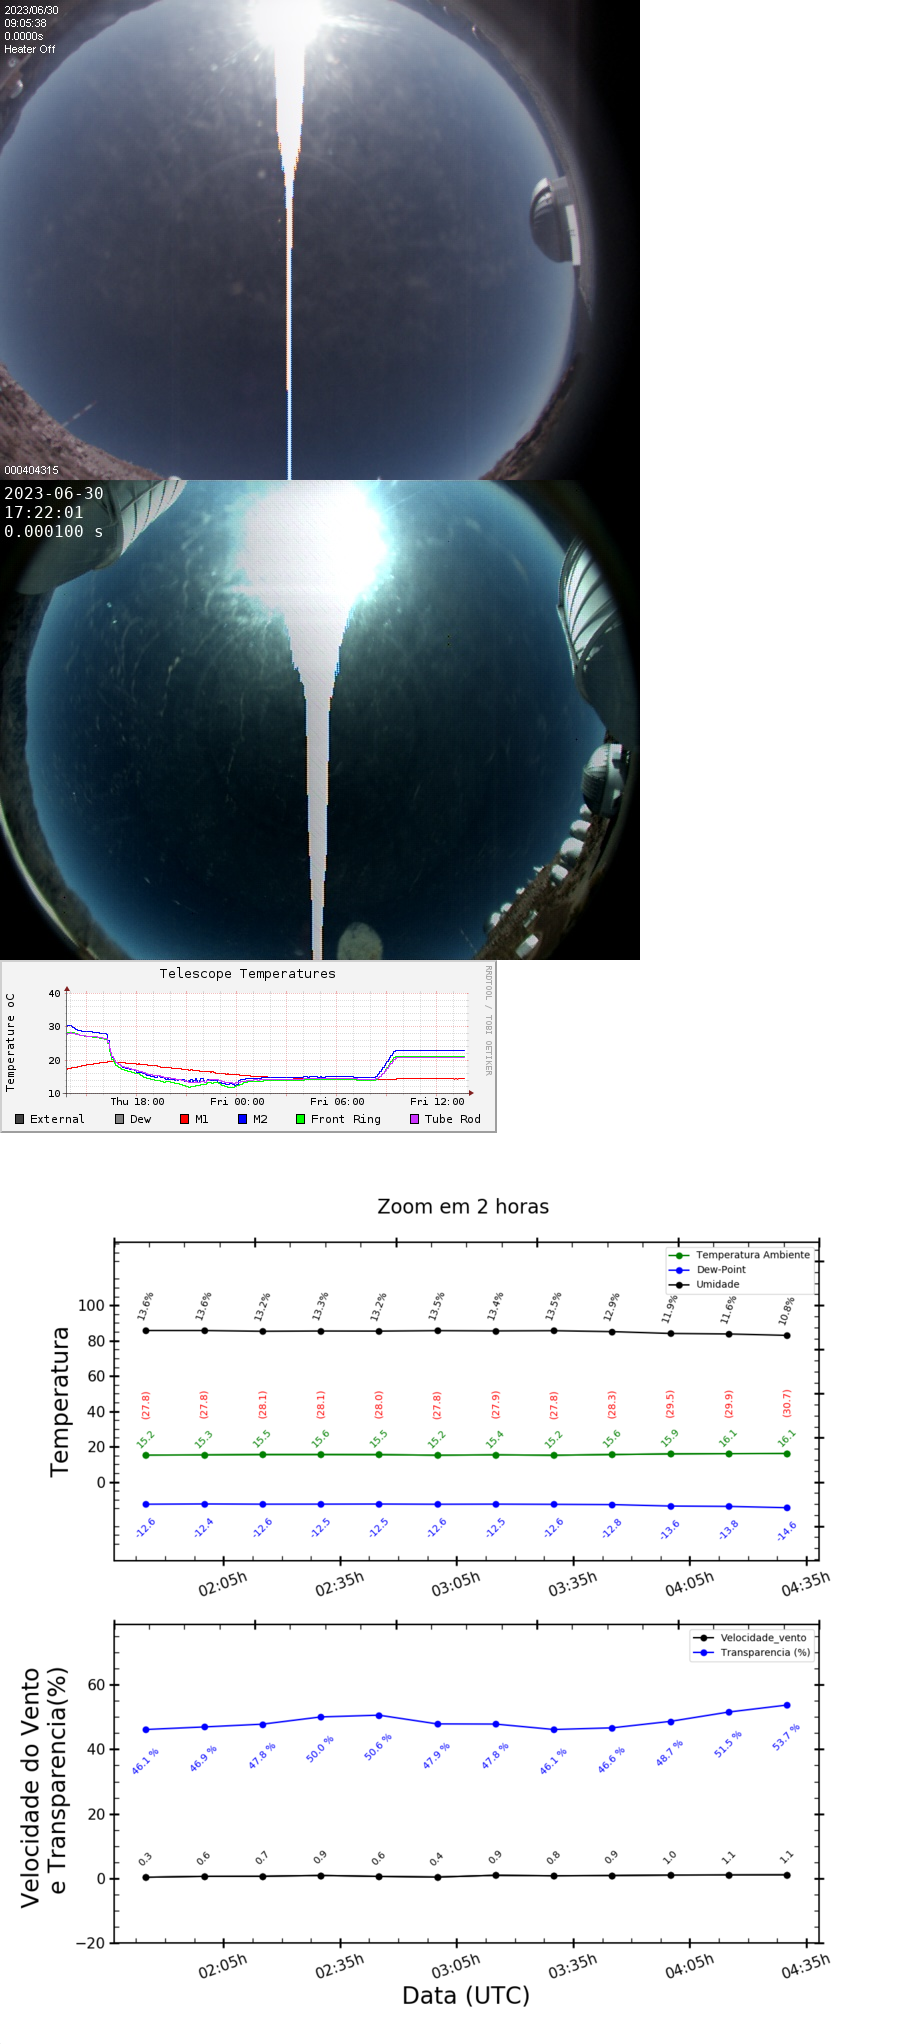 2023/06/30
09:05:38
0.0000s
Heater Off
000404315
2023-06-30
17:22:01
0.000100 s
Telescope Temperatures
RRDTOOL / TOBI OETIKER
Temperature oC
40
30
20
10
Thu 18:00 Fri 00:00 Fri 06:00 Fri 12:00
External Dew M1 M2 Front Ring Tube Rod
Zoom em 2 horas
Temperatura Ambiente
Dew-Point
Umidade
Temperatura
100
80
60
40
20
0
13.6% 13.6% 13.2% 13.3% 13.2% 13.5% 13.4% 13.5% 12.9% 11.9% 11.6% 10.8%
(27.8) (27.8) (28.1) (28.1) (28.0) (27.8) (27.9) (27.8) (28.3) (29.5) (29.9) (30.7)
15.2 15.3 15.5 15.6 15.5 15.2 15.4 15.2 15.6 15.9 16.1 16.1
-12.6 -12.4 -12.6 -12.5 -12.5 -12.6 -12.5 -12.6 -12.8 -13.6 -13.8 -14.6
02:05h 02:35h 03:05h 03:35h 04:05h 04:35h
Velocidade_vento
Transparencia (%)
Velocidade do Vento
e Transparencia(%)
60
40
20
0
−20
46.1 % 46.9 % 47.8 % 50.0 % 50.6 % 47.9 % 47.8 % 46.1 % 46.6 % 48.7 % 51.5 % 53.7 %
0.3 0.6 0.7 0.9 0.6 0.4 0.9 0.8 0.9 1.0 1.1 1.1
02:05h 02:35h 03:05h 03:35h 04:05h 04:35h
Data (UTC)